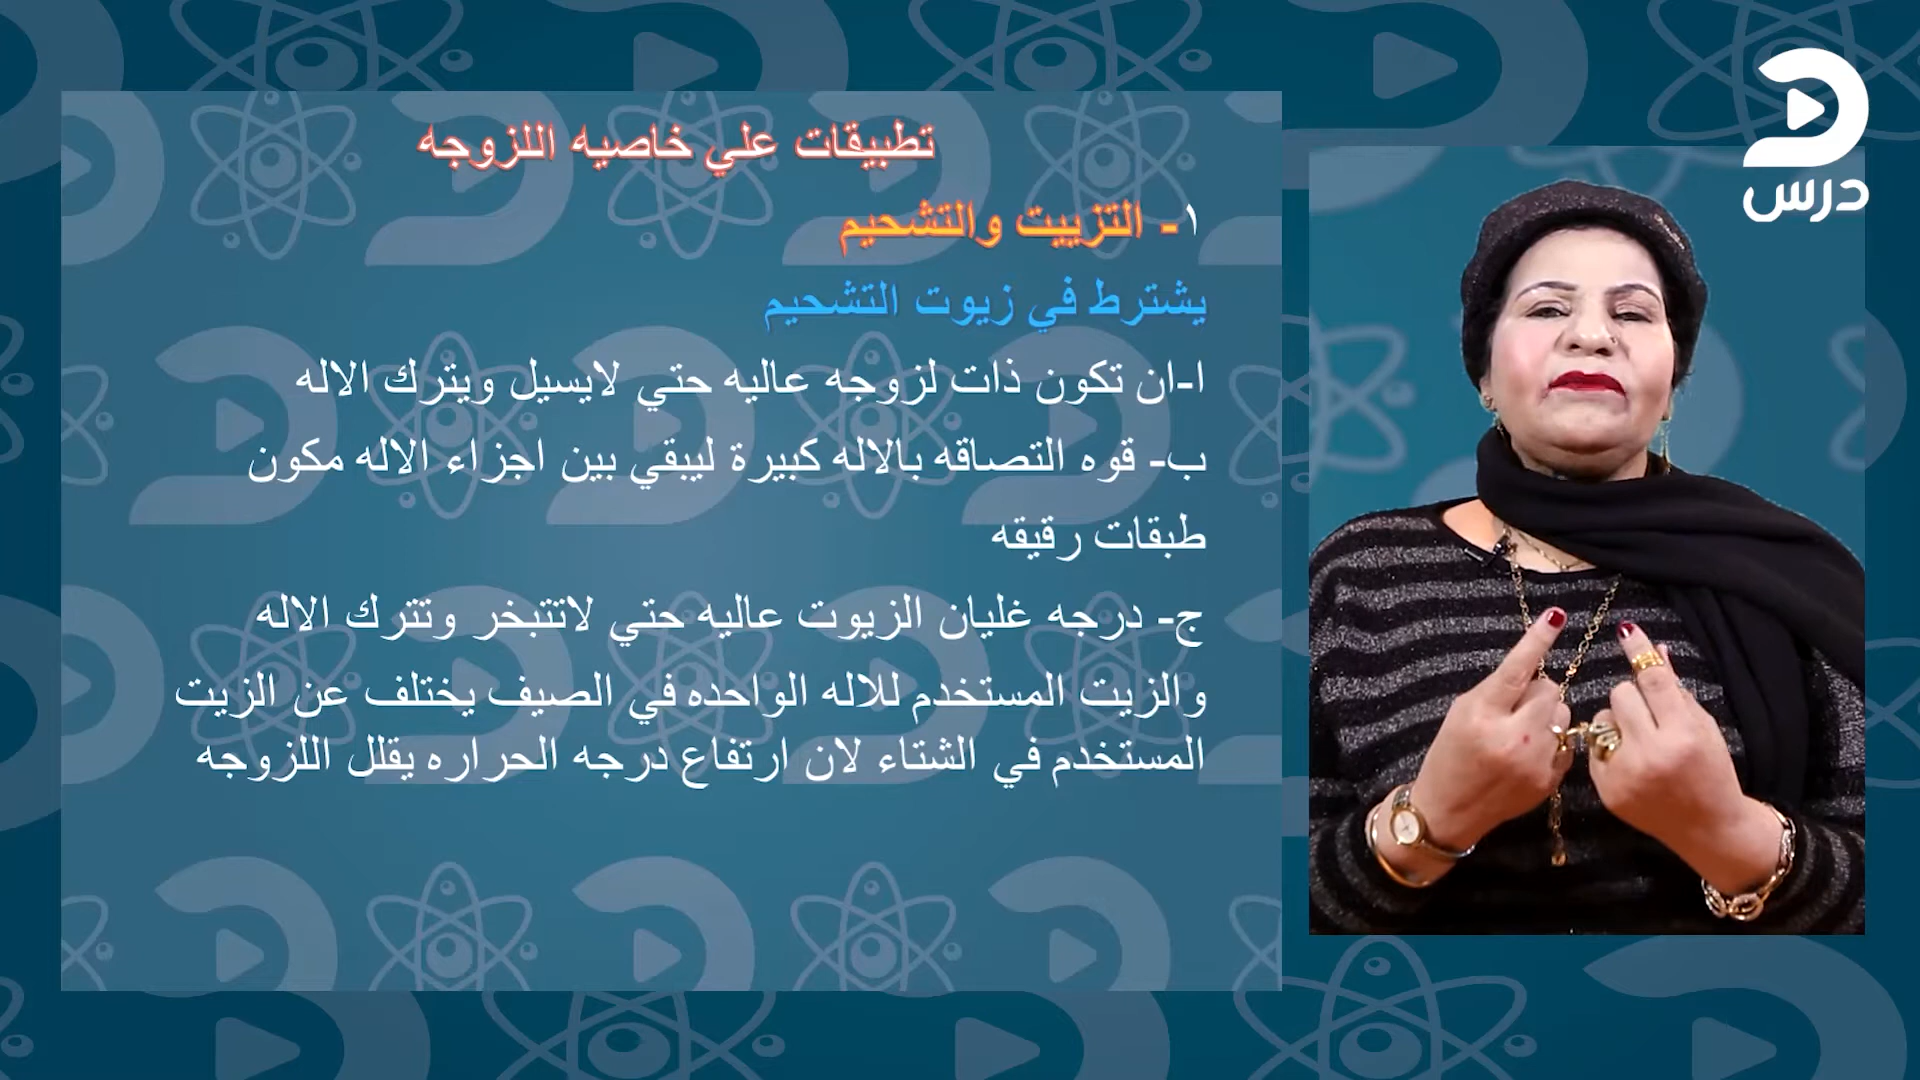 تطبيقات علي خاصيه اللزوجه
١- التزييت والتشحيم
يشترط في زيوت التشحيم
ا-ان تكون ذات لزوجه عاليه حتي لايسيل ويترك الاله
ب- قوه التصاقه بالاله كبيرة ليبقي بين اجزاء الاله مكون
طبقات رقيقه
ج- درجه غليان الزيوت عاليه حتي لاتتبخر وتترك الاله
والزيت المستخدم للاله الواحده في الصيف يختلف عن الزيت
المستخدم في الشتاء لان ارتفاع درجه الحراره يقلل اللزوجه
درس